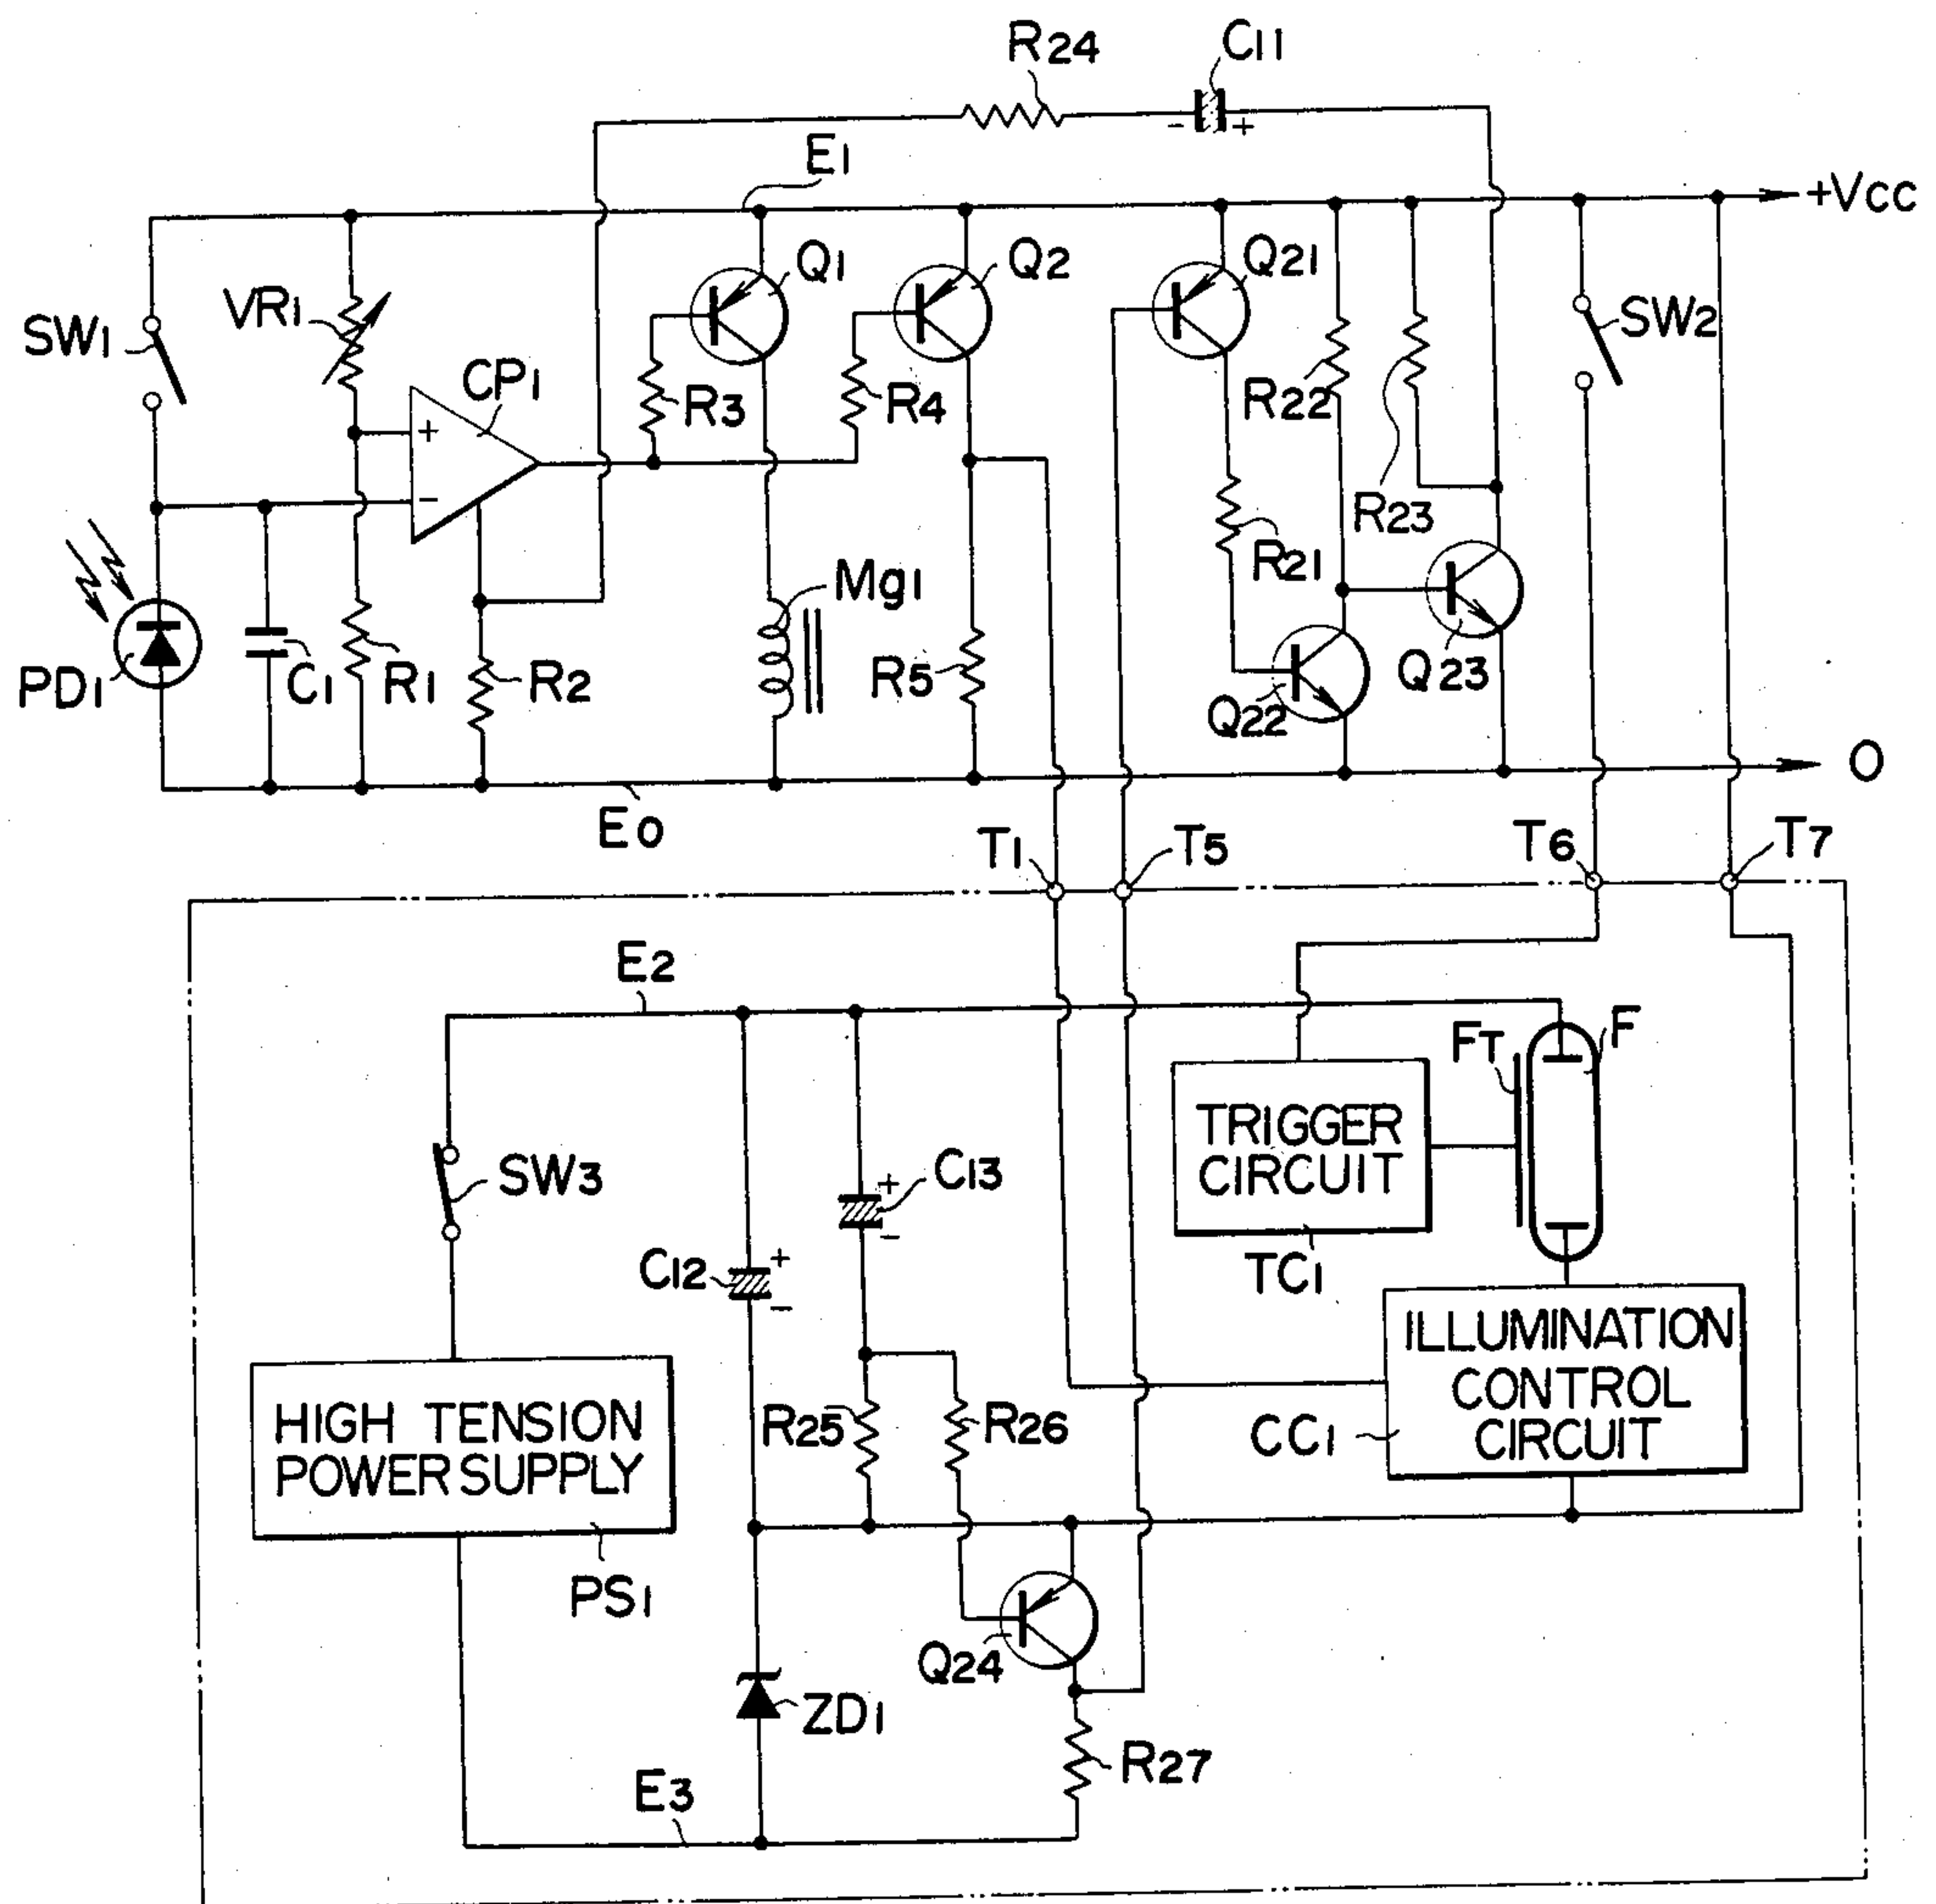 R24
C11
- +
E1
+Vcc
Q1
Q2
Q21
VR1
SW1
SW2
CP1
R22
R3
R4
+
-
R23
R21
Mg1
PD1
C1
R1
R2
R5
Q23
Q22
O
E0
T1
T5
T6
T7
E2
FT
F
TRIGGER
CIRCUIT
SW3
+
C13
-
C12
+
-
TC1
ILLUMINATION
CONTROL
CIRCUIT
HIGH TENSION
POWER SUPPLY
R25
R26
CC1
PS1
Q24
ZD1
R27
E3